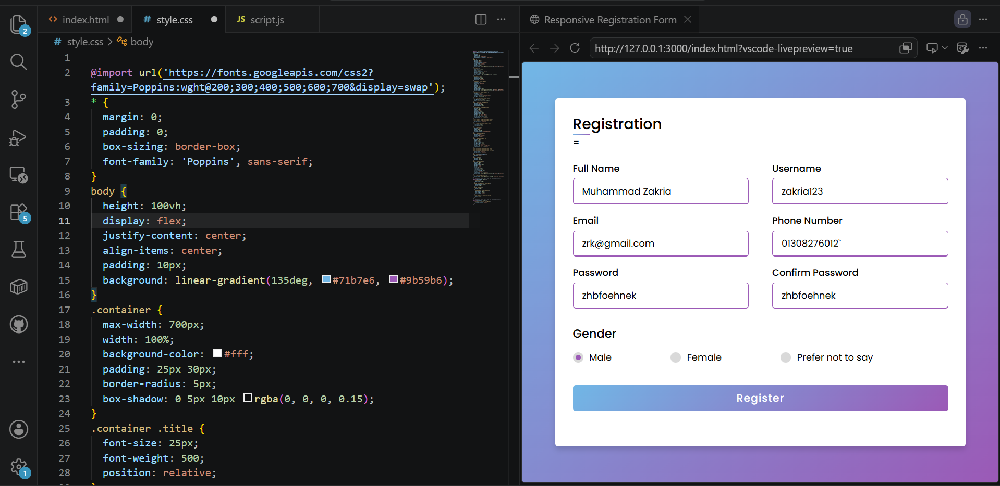 index.html
style.css
JS script.js
Responsive Registration Form
# style.css > body
http://127.0.0.1:3000/index.html?vscode-livepreview=true
2
5
1
1
2 @import url('https://fonts.googleapis.com/css2?
family=Poppins:wght@200;300;400;500;600;700&display=swap');
3 * {
4 margin: 0;
5 padding: 0;
6 box-sizing: border-box;
7 font-family: 'Poppins', sans-serif;
8 }
9 body {
10 height: 100vh;
11 display: flex;
12 justify-content: center;
13 align-items: center;
14 padding: 10px;
15 background: linear-gradient(135deg, #71b7e6, #9b59b6);
16 }
17 .container {
18 max-width: 700px;
19 width: 100%;
20 background-color: #fff;
21 padding: 25px 30px;
22 border-radius: 5px;
23 box-shadow: 0 5px 10px rgba(0, 0, 0, 0.15);
24 }
25 .container .title {
26 font-size: 25px;
27 font-weight: 500;
28 position: relative;
Registration
=
Full Name
Username
Muhammad Zakria
zakria123
Email
Phone Number
zrk@gmail.com
01308276012`
Password
Confirm Password
zhbfoehnek
zhbfoehnek
Gender
Male
Female
Prefer not to say
Register